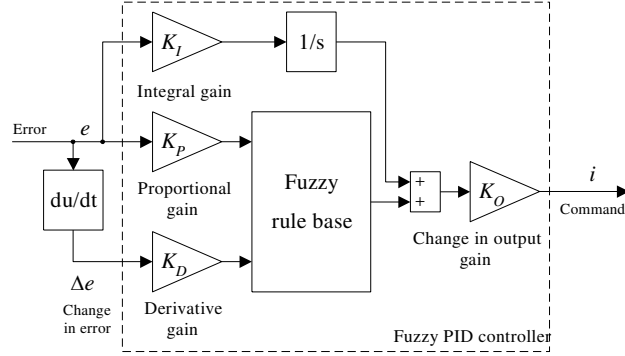 K_I
1/s
Integral gain
Error
e
K_P
Proportional
gain
du/dt
Fuzzy
rule base
+
+
K_O
i
Command
Change in output
gain
K_D
Δe
Change
in error
Derivative
gain
Fuzzy PID controller